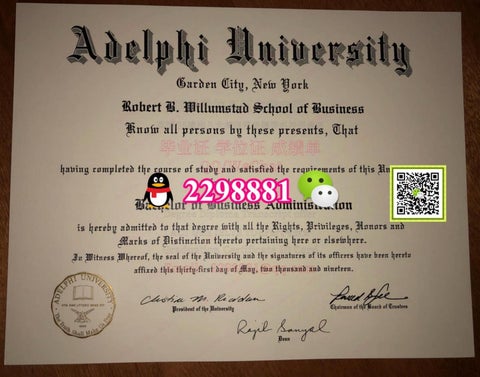 Adelphi University
Garden City, New York
Robert B. Willumstad School of Business
Know all persons by these presents, That
毕业证 学位证 成绩单
having completed the course of study and satisfied the requirements of this Un
2298881
Bachelor of Business Administration
is hereby admitted to that degree with all the Rights, Privileges, Honors and
Marks of Distinction thereto pertaining here or elsewhere.
In Witness Whereof, the seal of the University and the signatures of its officers have been hereto
affixed this thirty-first day of May, two thousand and nineteen.
ADELPHI UNIVERSITY
President of the University
Chairman of the Board of Trustees
Dean